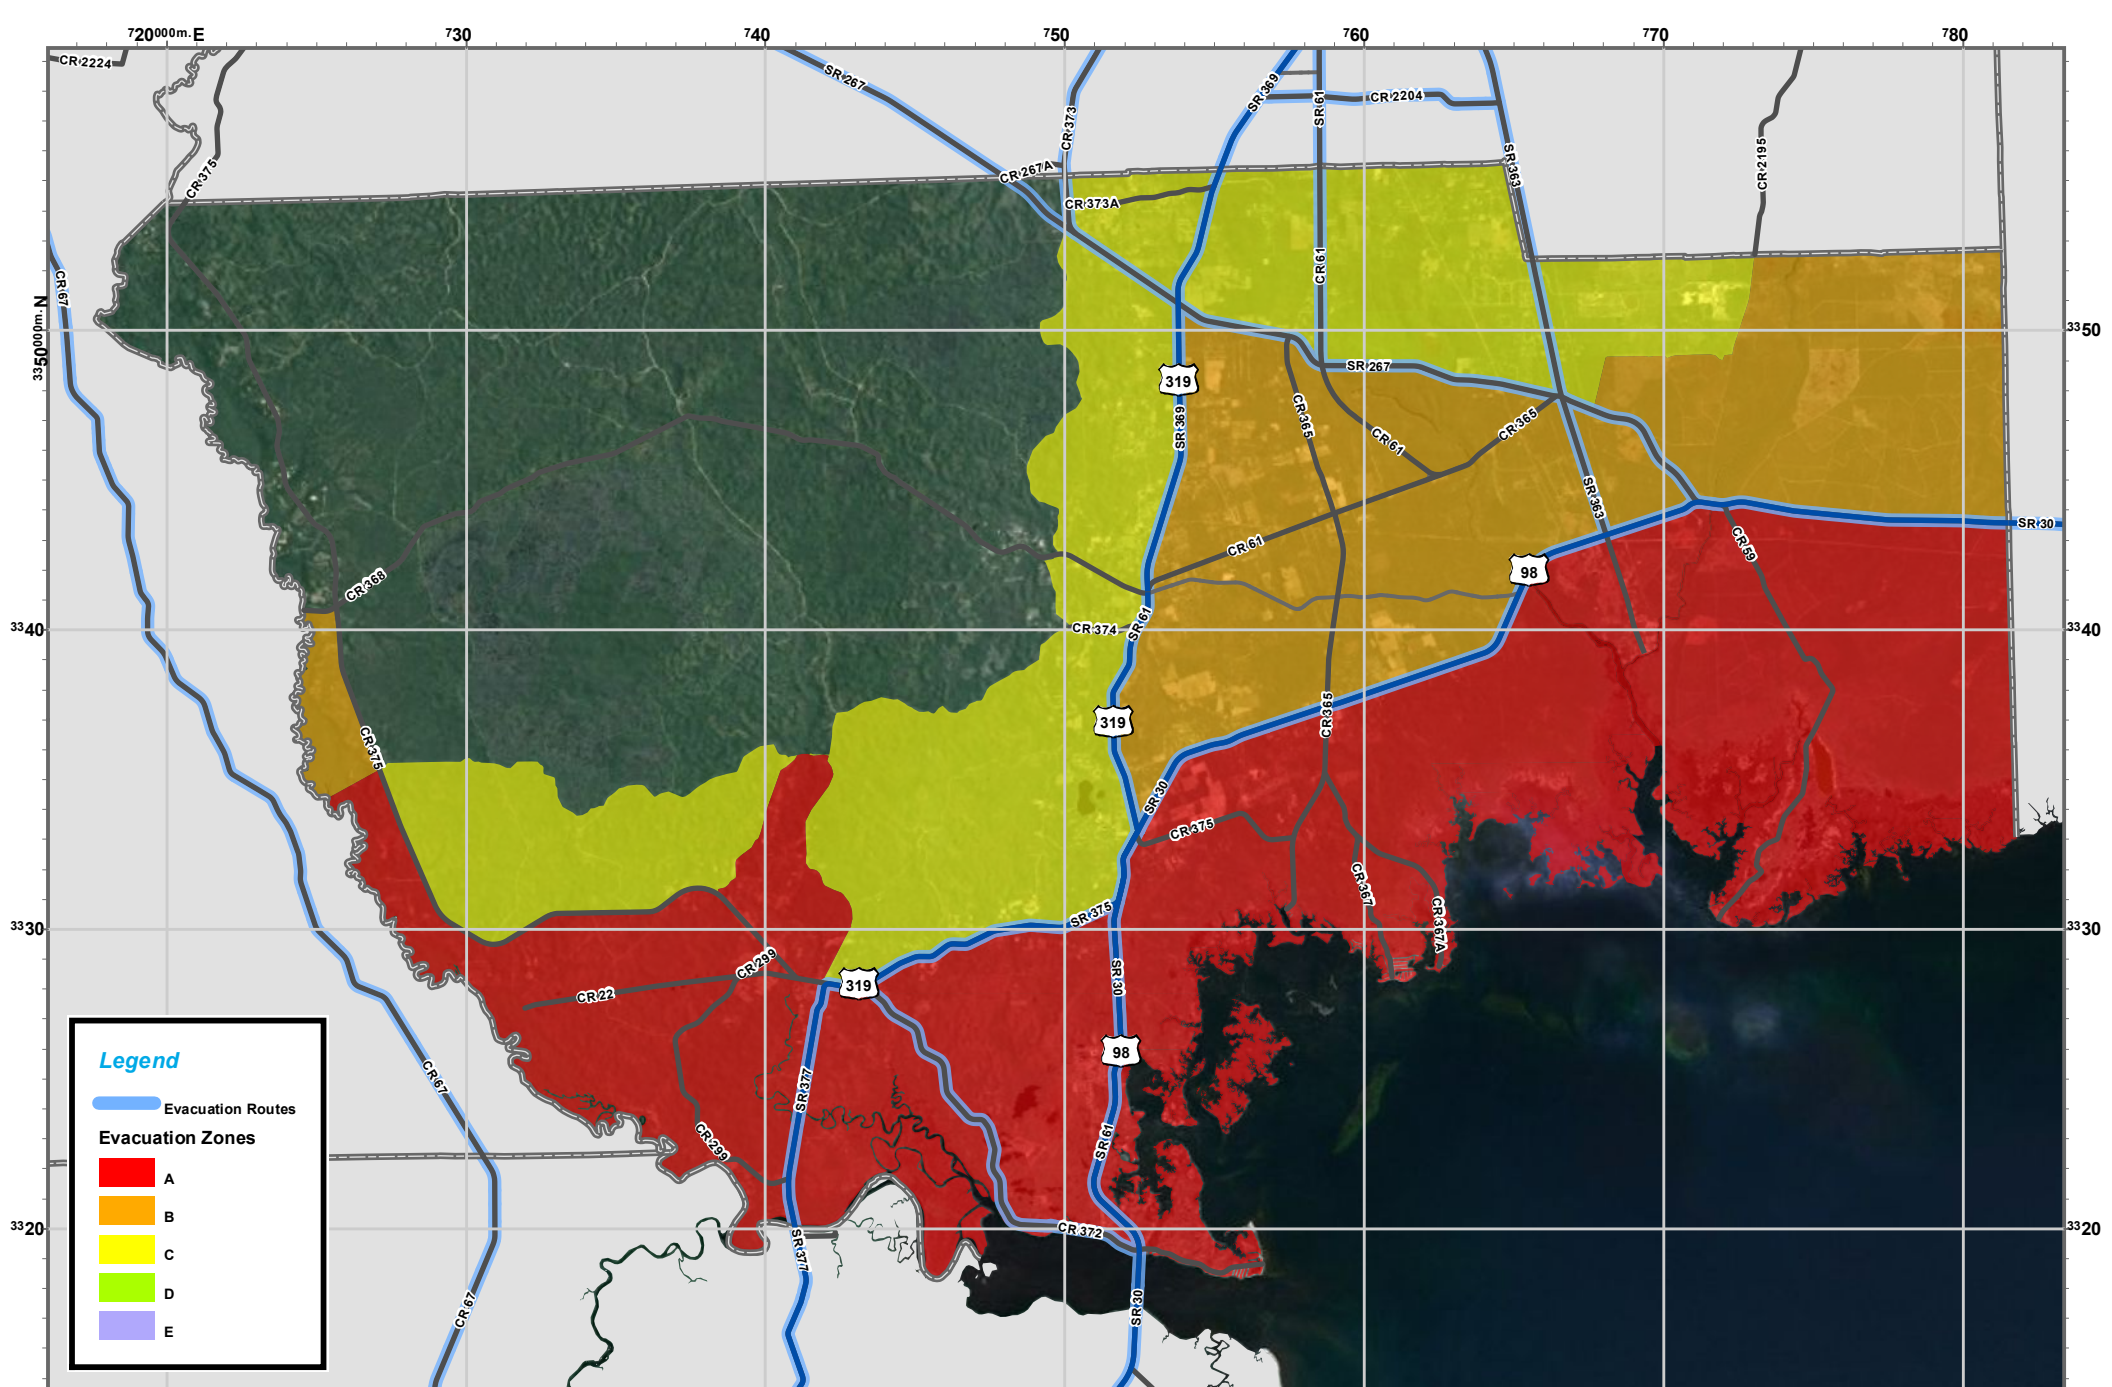 720000m. E
730
740
750
760
770
780
CR 2224
SR 267
CR 373
SR 369
SR 61
CR 2204
CR 375
CR 267A
SR 363
CR 2195
CR 373A
CR 67
CR 61
3350000m. N
3350
319
SR 267
SR 369
CR 365
CR 61
CR 365
SR 363
SR 30
CR 59
CR 61
98
CR 368
3340
CR 374
SR 61
3340
319
CR 365
CR 375
SR 30
CR 375
CR 367
CR 367A
SR 375
3330
3330
CR 299
CR 22
319
SR 30
98
CR 67
SR 377
SR 61
CR 299
3320
CR 372
3320
SR 377
SR 30
CR 67
Legend
Evacuation Routes
Evacuation Zones
A
B
C
D
E